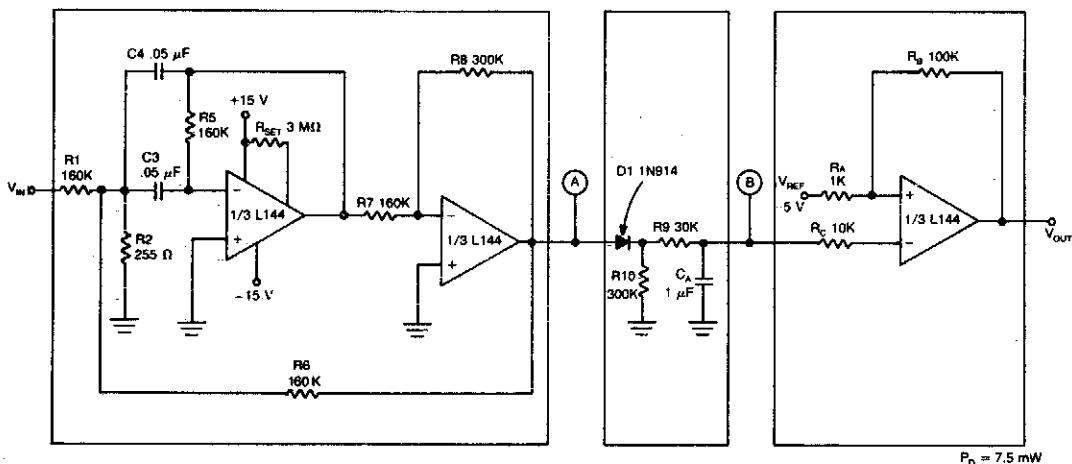 C4 .05 μF
R8 300K
R_B 100K
+15 V
R5
160K
R_SET 3 MΩ
R1
160K
C3
.05 μF
V_IN
R2
255 Ω
−
+
1/3 L144
−15 V
R7 160K
−
+
1/3 L144
R6
160 K
A
D1 1N914
B
R9 30K
R10
300K
C_A
1 μF
V_REF
5 V
R_A
1K
R_C 10K
+
−
1/3 L144
V_OUT
P_D = 7.5 mW